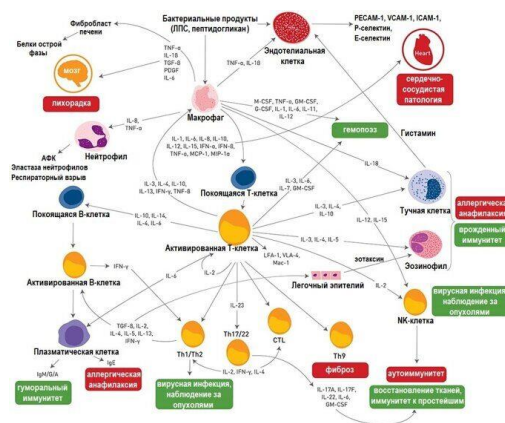 Бактериальные продукты
(ЛПС, пептидогликан)
PECAM-1, VCAM-1, ICAM-1,
P-селектин,
E-селектин
Фибробласт
печени
Белки острой
фазы
TNF-α
IL-1β
TGF-β
PDGF
IL-6
TNF-α, IL-1β
Эндотелиальная
клетка
Heart
МОЗГ
лихорадка
сердечно-
сосудистая
патология
Макрофаг
M-CSF, TNF-α, GM-CSF,
G-CSF, IL-1, IL-6, IL-11,
IL-12
гемопоэз
IL-8,
TNF-α
Нейтрофил
АФК
Эластаза нейтрофилов
Респираторный взрыв
IL-1, IL-6, IL-8, IL-10,
IL-12, IL-15, IFN-α, IFN-β,
TNF-α, MCP-1, MIP-1α
Гистамин
IL-3, IL-4, IL-10,
IL-13, IFN-γ, TNF-β
Покоящаяся Т-клетка
IL-3, IL-6,
IL-7, GM-CSF
IL-1β
IL-3, IL-4,
IL-10
Тучная клетка
аллергическая
анафилаксия
врожденный
иммунитет
Покоящаяся В-клетка
IL-10, IL-14,
IL-4, IL-6
Активированная Т-клетка
IL-12, IL-15
IL-3, IL-4, IL-5
Эозинофил
LFA-1, VLA-4,
Mac-1
эотаксин
Активированная В-клетка
IFN-γ
IL-6
IL-2
Легочный эпителий
IL-2
вирусная инфекция
наблюдение за
опухолями
NK-клетка
IL-23
TGF-β, IL-2,
IL-4, IL-5, IL-13,
IFN-γ
Th1/Th2
Th17/22
CTL
Th9
Плазматическая клетка
IgM/G/A
IgE
гуморальный
иммунитет
аллергическая
анафилаксия
IL-2, IFN-γ, IL-4
вирусная инфекция,
наблюдение за
опухолями
фиброз
IL-17A, IL-17F,
IL-22, IL-6,
GM-CSF
аутоиммунитет
восстановление тканей,
иммунитет к простейшим